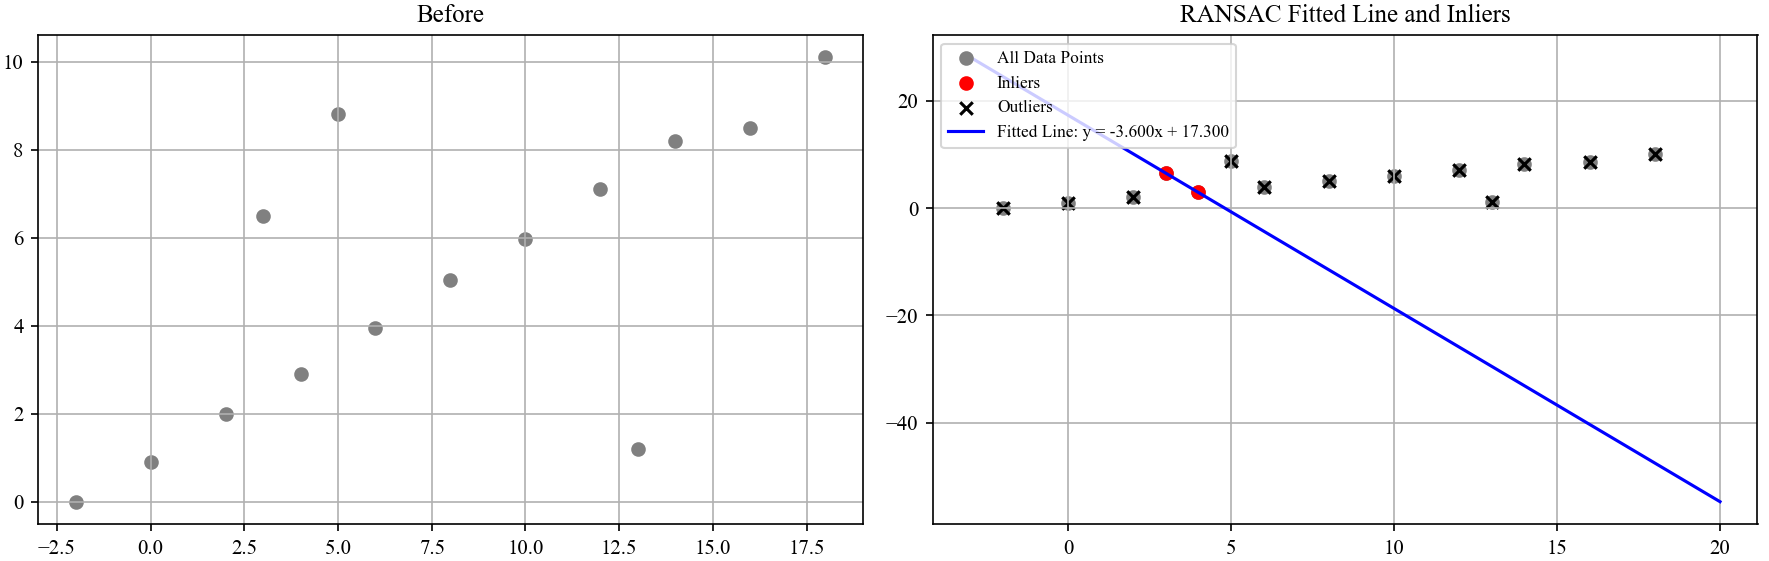 Before
10
8
6
4
2
0
−2.5 0.0 2.5 5.0 7.5 10.0 12.5 15.0 17.5
RANSAC Fitted Line and Inliers
All Data Points
Inliers
Outliers
Fitted Line: y = -3.600x + 17.300
20
0
−20
−40
0 5 10 15 20